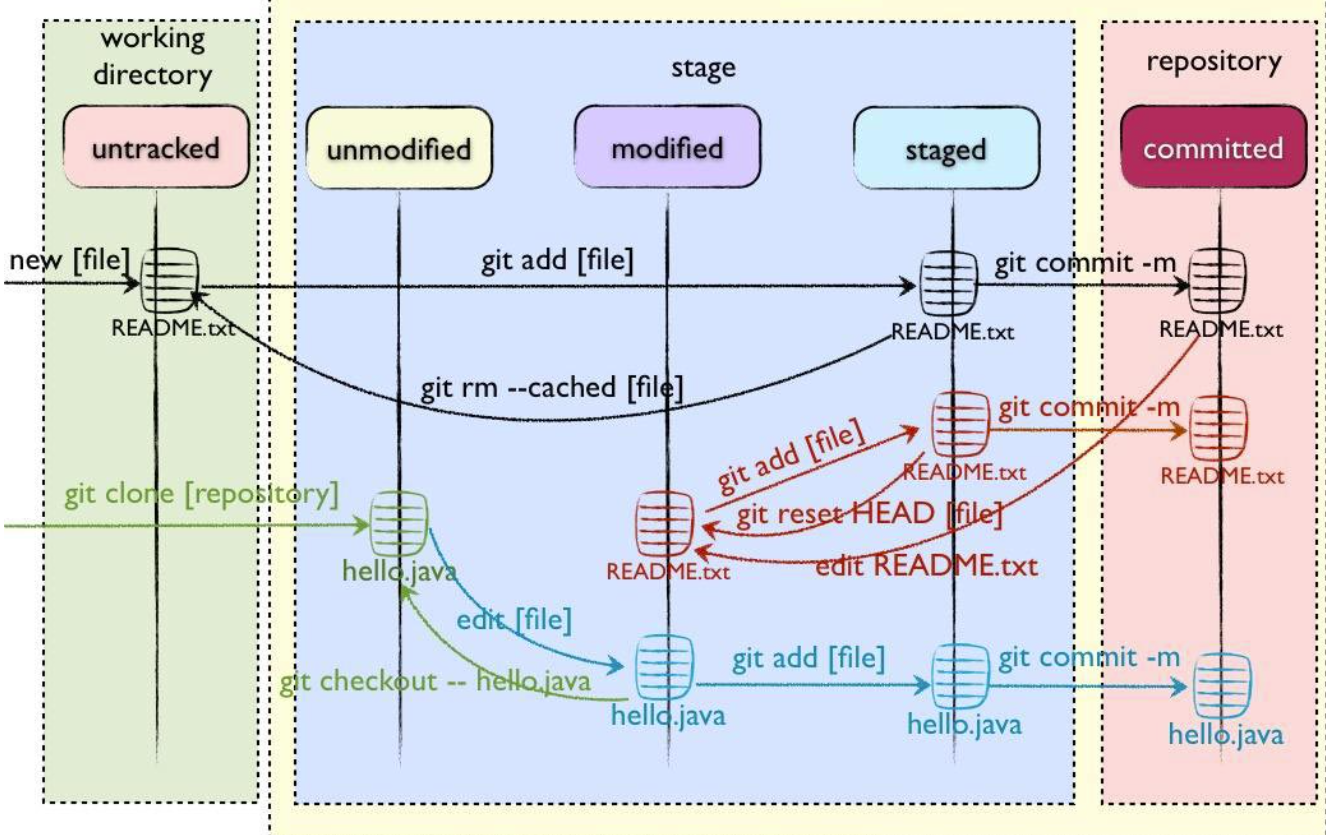 working
directory
stage
repository
untracked
unmodified
modified
staged
committed
new [file]
git add [file]
git commit -m
README.txt
README.txt
README.txt
git rm --cached [file]
git commit -m
git add [file]
README.txt
README.txt
git clone [repository]
git reset HEAD [file]
hello.java
README.txt
edit README.txt
edit [file]
git add [file]
git commit -m
git checkout -- hello.java
hello.java
hello.java
hello.java